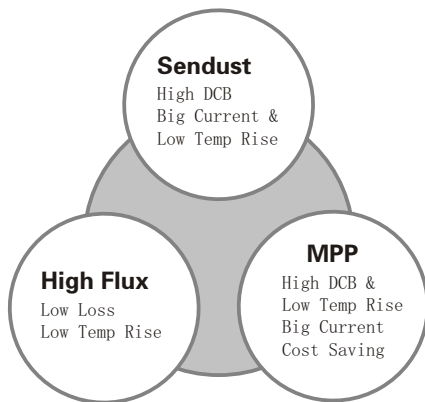 Sendust
High DCB
Big Current &
Low Temp Rise
High Flux
Low Loss
Low Temp Rise
MPP
High DCB &
Low Temp Rise
Big Current
Cost Saving